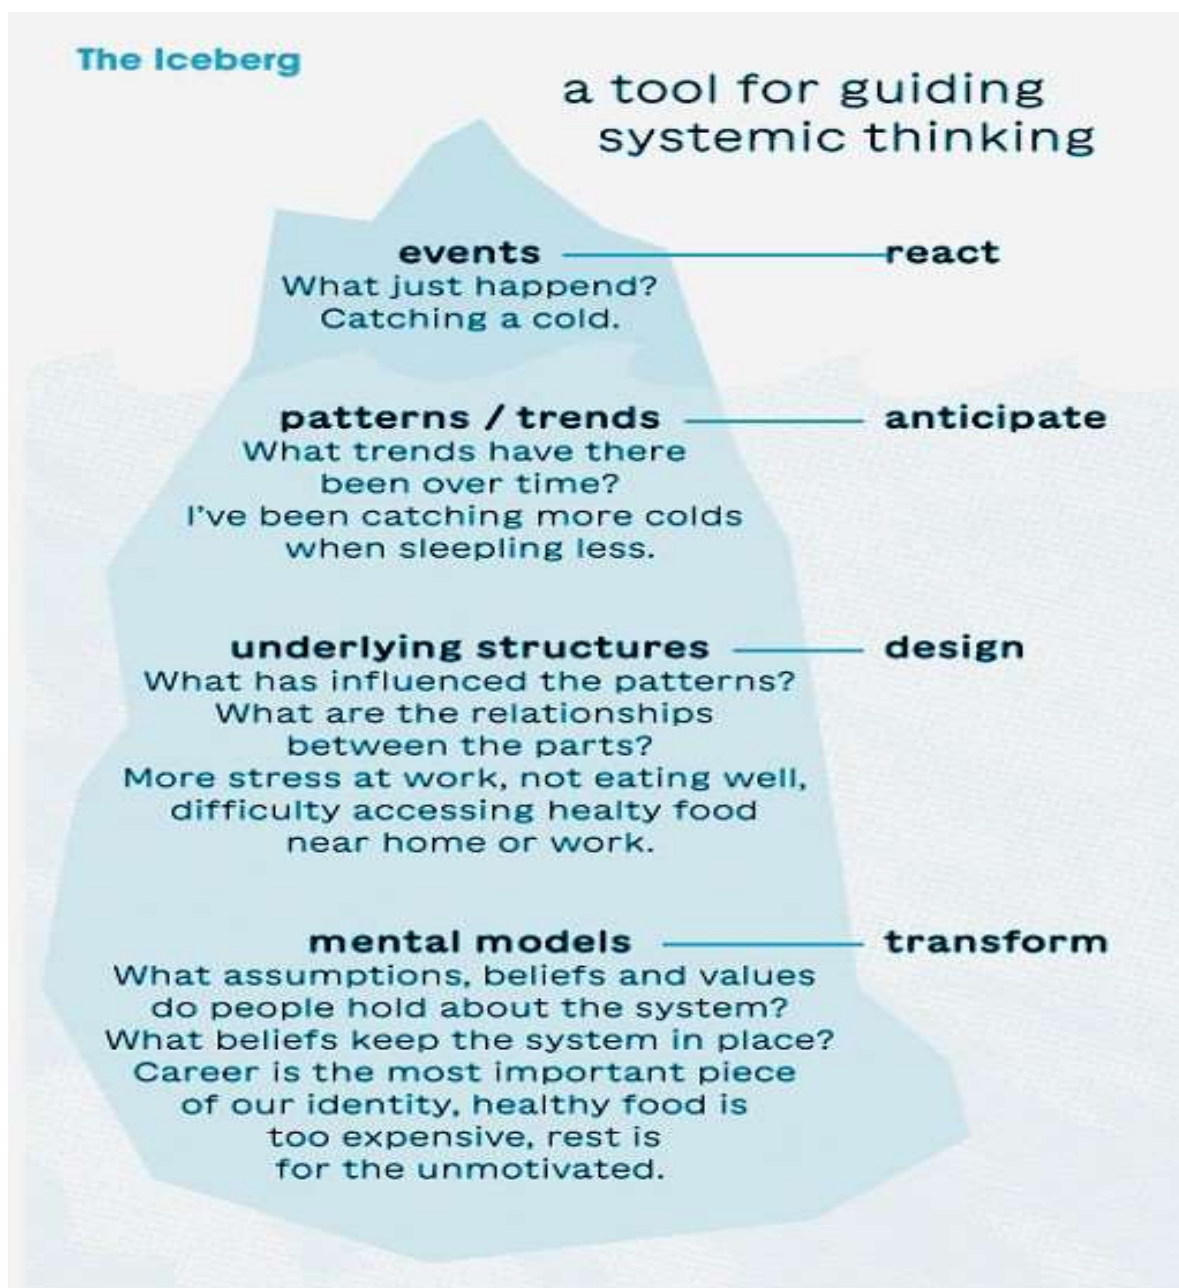 The Iceberg
a tool for guiding
systemic thinking
events
react
What just happend?
Catching a cold.
patterns / trends
anticipate
What trends have there
been over time?
I've been catching more colds
when sleepling less.
underlying structures
design
What has influenced the patterns?
What are the relationships
between the parts?
More stress at work, not eating well,
difficulty accessing healty food
near home or work.
mental models
transform
What assumptions, beliefs and values
do people hold about the system?
What beliefs keep the system in place?
Career is the most important piece
of our identity, healthy food is
too expensive, rest is
for the unmotivated.